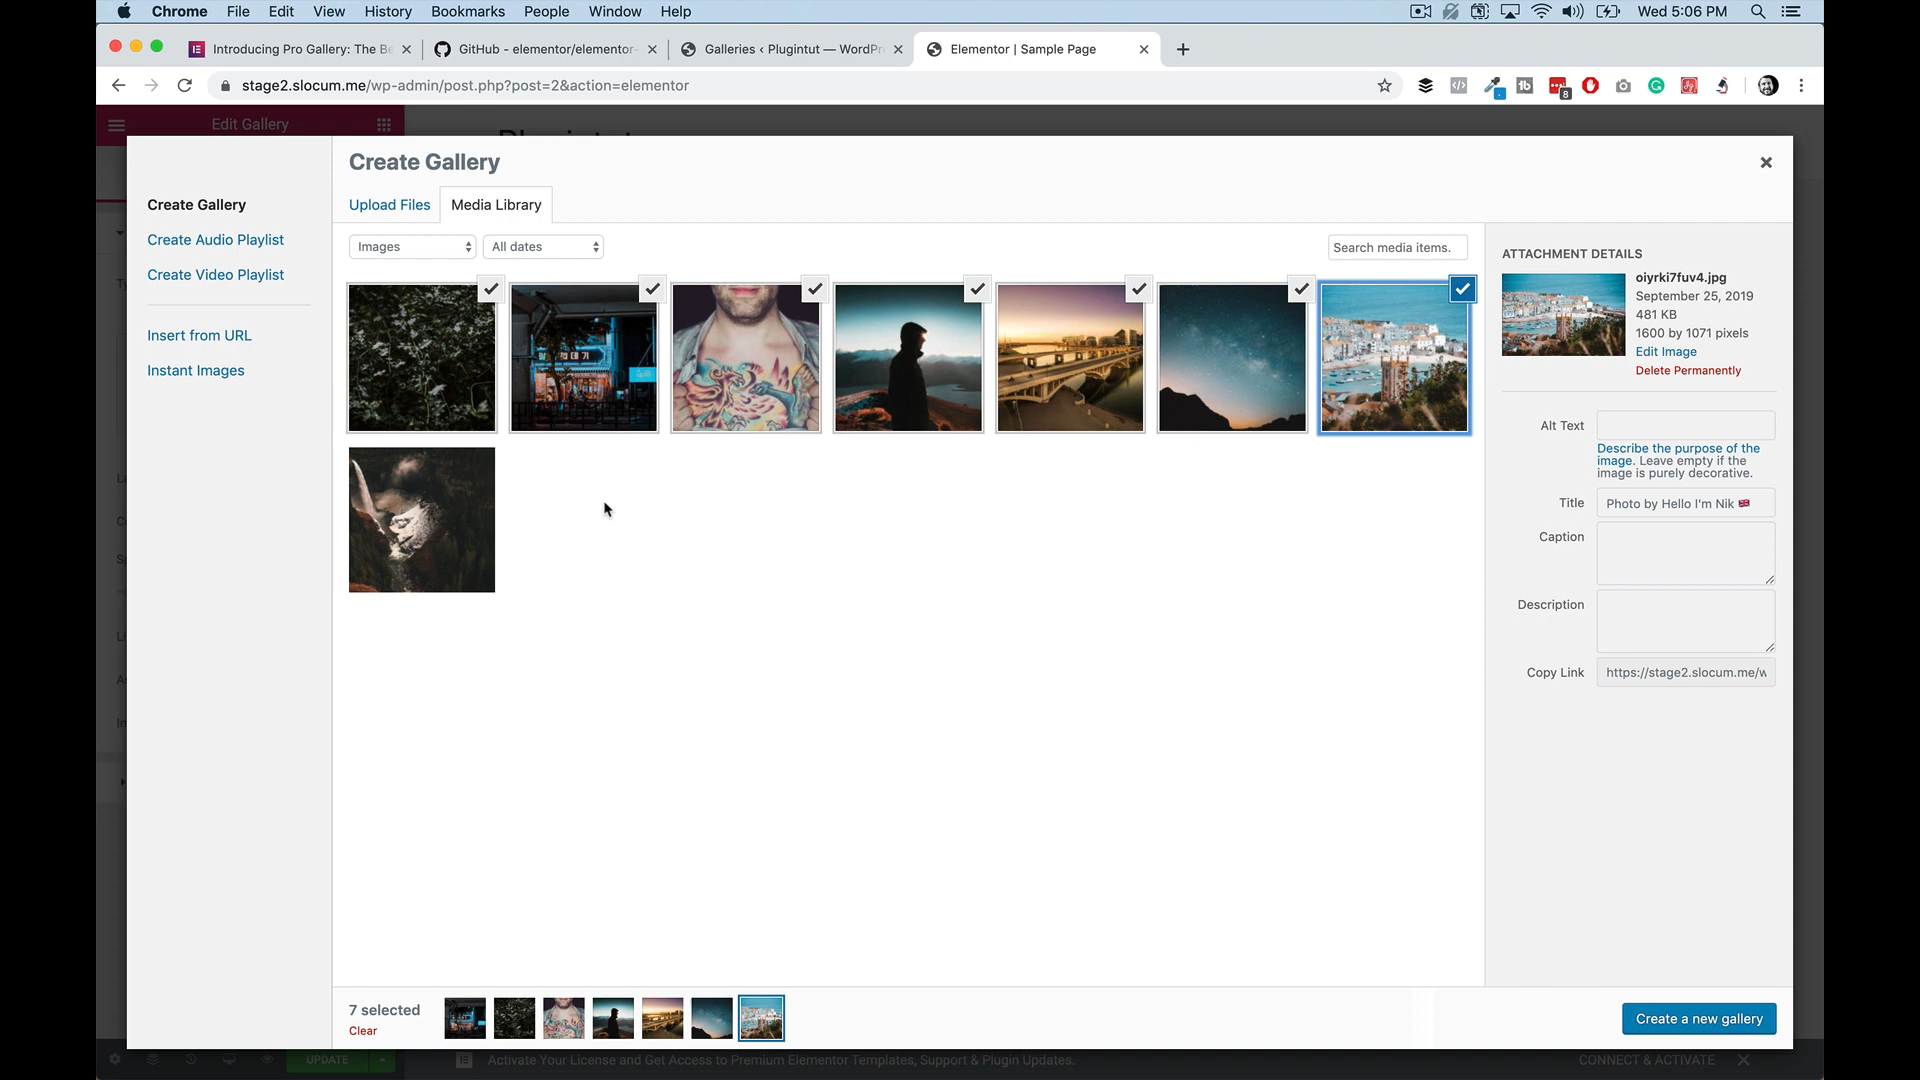 Chrome File Edit View History Bookmarks People Window Help
Wed 5:06 PM
Introducing Pro Gallery: The Be
GitHub - elementor/elementor-
Galleries ‹ Plugintut — WordPr
Elementor | Sample Page
stage2.slocum.me/wp-admin/post.php?post=2&action=elementor
8
Edit Gallery
Create Gallery
Create Gallery
Create Audio Playlist
Create Video Playlist
Insert from URL
Instant Images
Upload Files
Media Library
Images
All dates
Search media items.
ATTACHMENT DETAILS
oiyrki7fuv4.jpg
September 25, 2019
481 KB
1600 by 1071 pixels
Edit Image
Delete Permanently
Alt Text
Describe the purpose of the
image. Leave empty if the
image is purely decorative.
Title
Photo by Hello I'm Nik 🇬🇧
Caption
Description
Copy Link
https://stage2.slocum.me/w
7 selected
Clear
Create a new gallery
UPDATE
Activate Your License and Get Access to Premium Elementor Templates, Support & Plugin Updates.
CONNECT & ACTIVATE